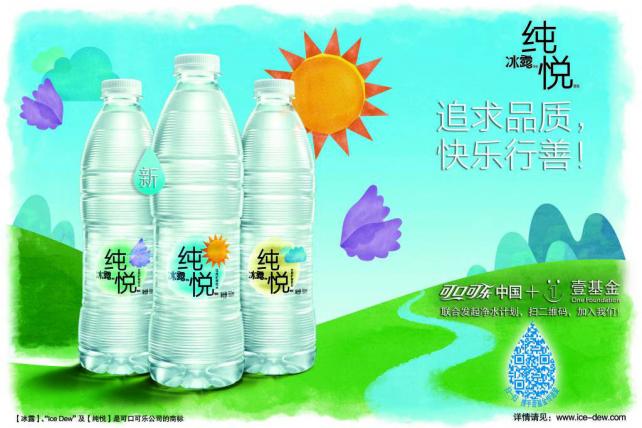 冰露
纯悦
追求品质，
快乐行善！
新
冰露
纯悦
冰露
纯悦
冰露
纯悦
可口可乐中国+壹基金
One Foundation
联合发起净水计划，扫二维码，加入我们！
【冰露】、"Ice Dew"及【纯悦】是可口可乐公司的商标
详情请见：www.ice-dew.com